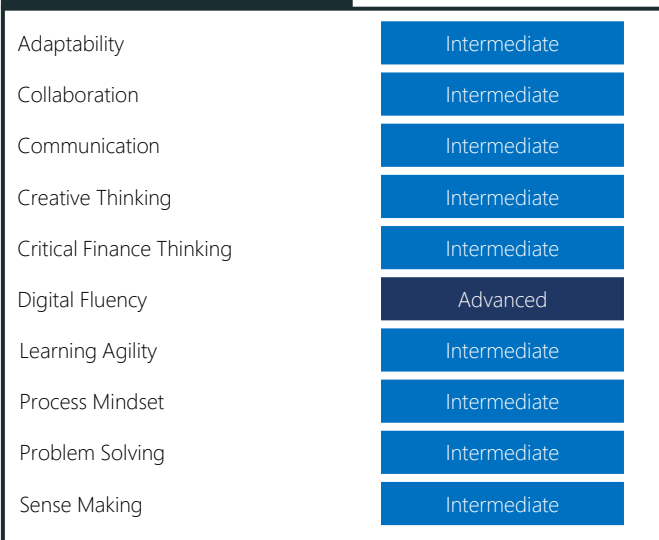 Adaptability Intermediate
Collaboration Intermediate
Communication Intermediate
Creative Thinking Intermediate
Critical Finance Thinking Intermediate
Digital Fluency Advanced
Learning Agility Intermediate
Process Mindset Intermediate
Problem Solving Intermediate
Sense Making Intermediate